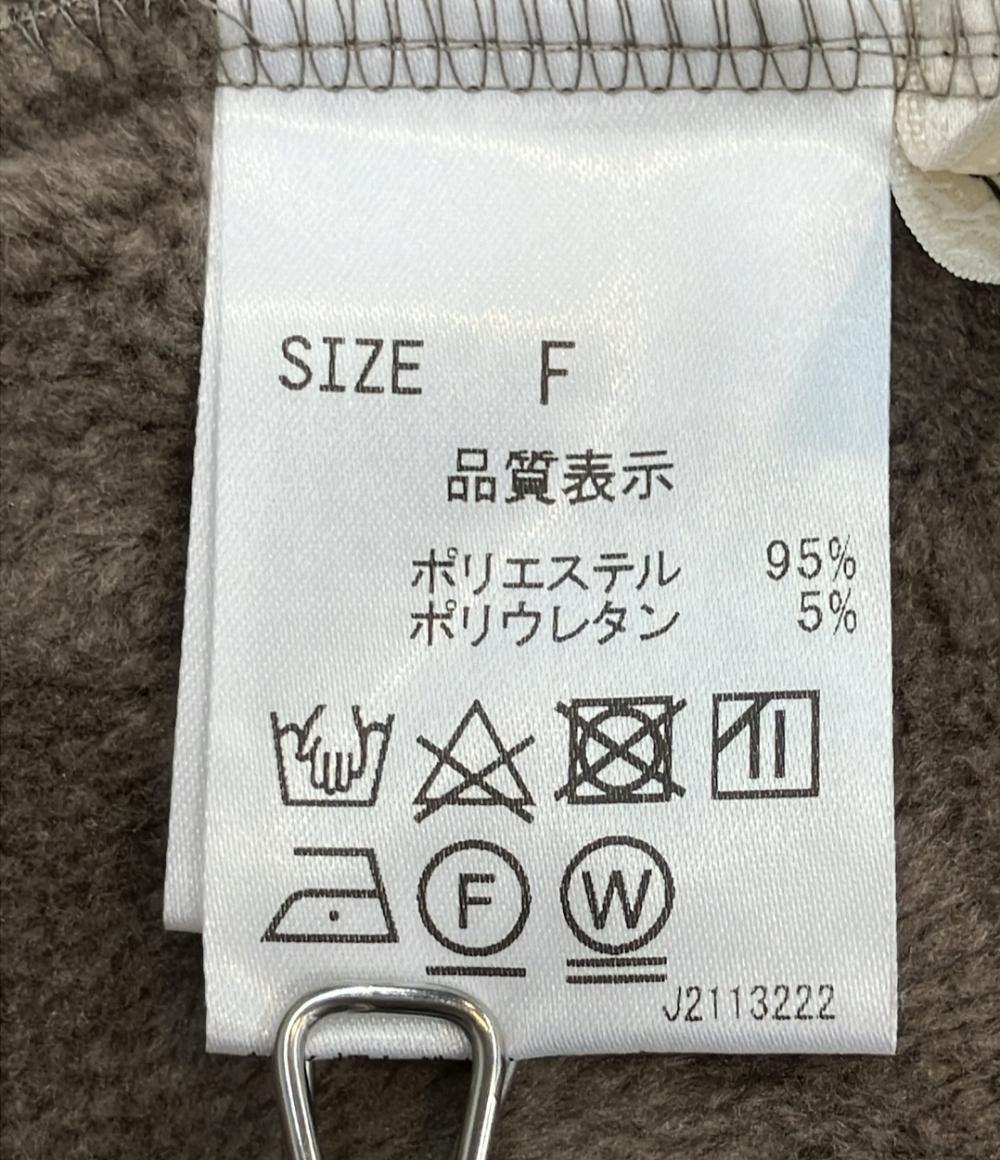 SIZE F
品質表示
ポリエステル 95%
ポリウレタン 5%
F W
J2113222